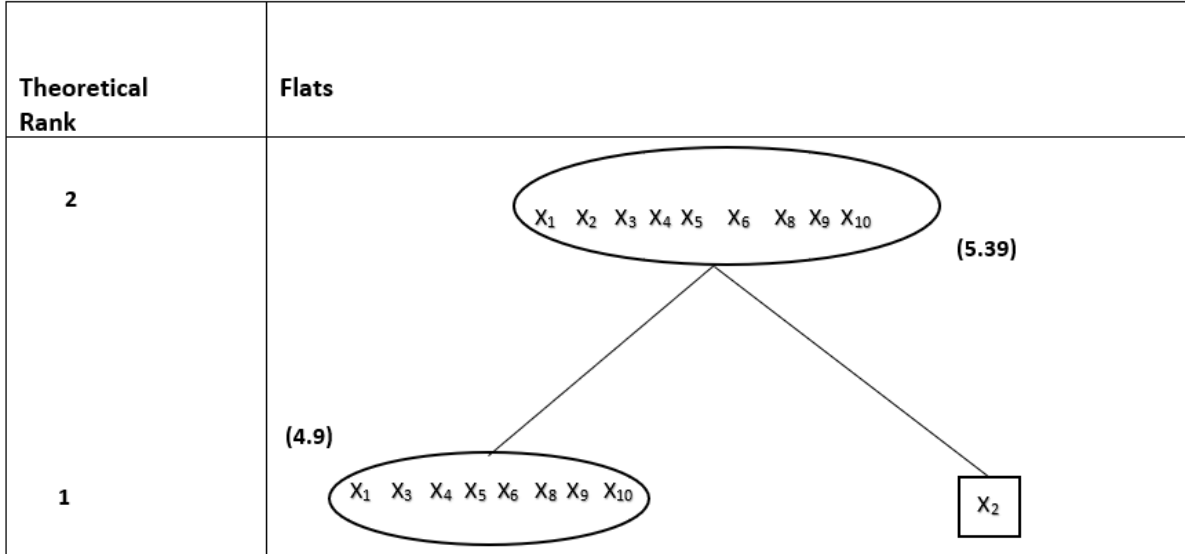 Theoretical
Rank
Flats
2
X₁ X₂ X₃ X₄ X₅ X₆ X₈ X₉ X₁₀
(5.39)
(4.9)
1
X₁ X₃ X₄ X₅ X₆ X₈ X₉ X₁₀
X₂